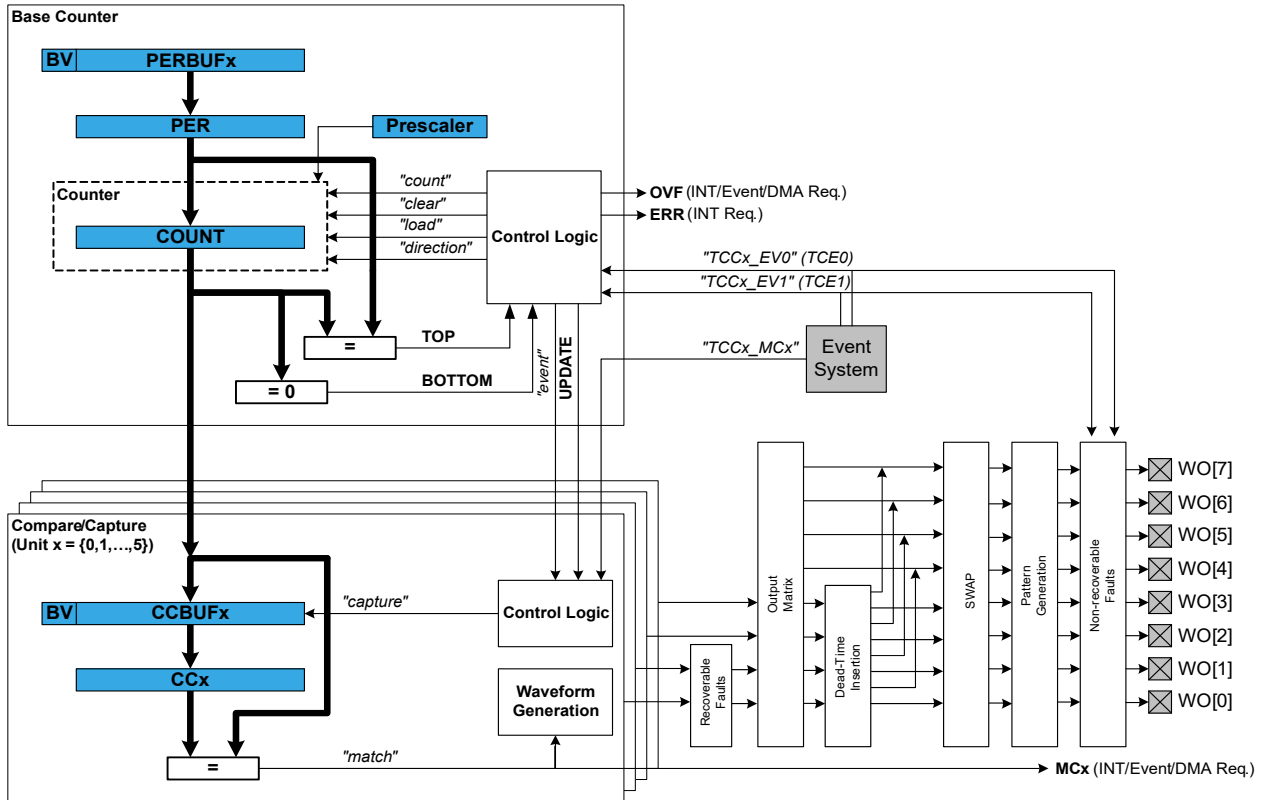 Base Counter
BV
PERBUFx
PER
Prescaler
Counter
COUNT
"count"
"clear"
"load"
"direction"
Control Logic
OVF (INT/Event/DMA Req.)
ERR (INT Req.)
"TCCx_EV0" (TCE0)
"TCCx_EV1" (TCE1)
"TCCx_MCx"
Event
System
=
TOP
= 0
BOTTOM
"event"
UPDATE
Compare/Capture
(Unit x = {0,1,…,5})
BV
CCBUFx
"capture"
Control Logic
CCx
Waveform
Generation
=
"match"
Recoverable
Faults
Output
Matrix
Dead-Time
Insertion
SWAP
Pattern
Generation
Non-recoverable
Faults
WO[7]
WO[6]
WO[5]
WO[4]
WO[3]
WO[2]
WO[1]
WO[0]
MCx (INT/Event/DMA Req.)